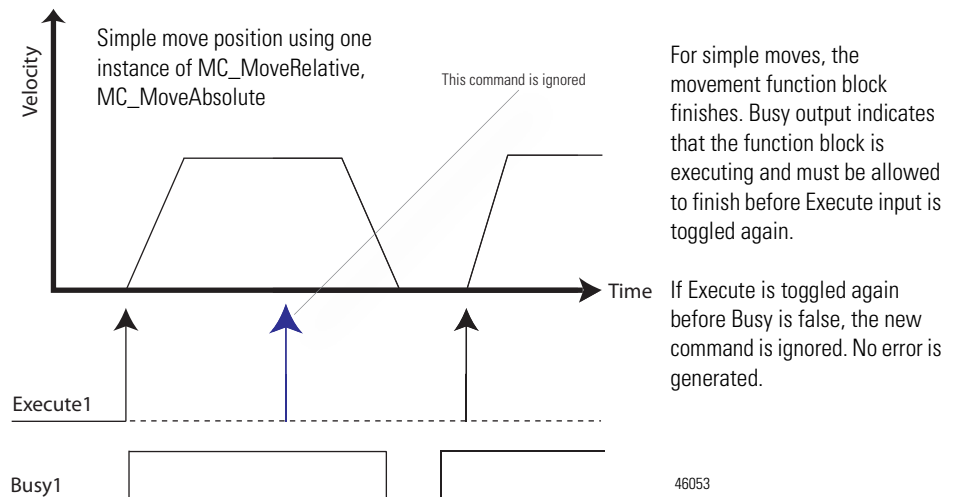 Velocity
Simple move position using one
instance of MC_MoveRelative,
MC_MoveAbsolute
This command is ignored
For simple moves, the
movement function block
finishes. Busy output indicates
that the function block is
executing and must be allowed
to finish before Execute input is
toggled again.
Time
If Execute is toggled again
before Busy is false, the new
command is ignored. No error is
generated.
Execute1
Busy1
46053